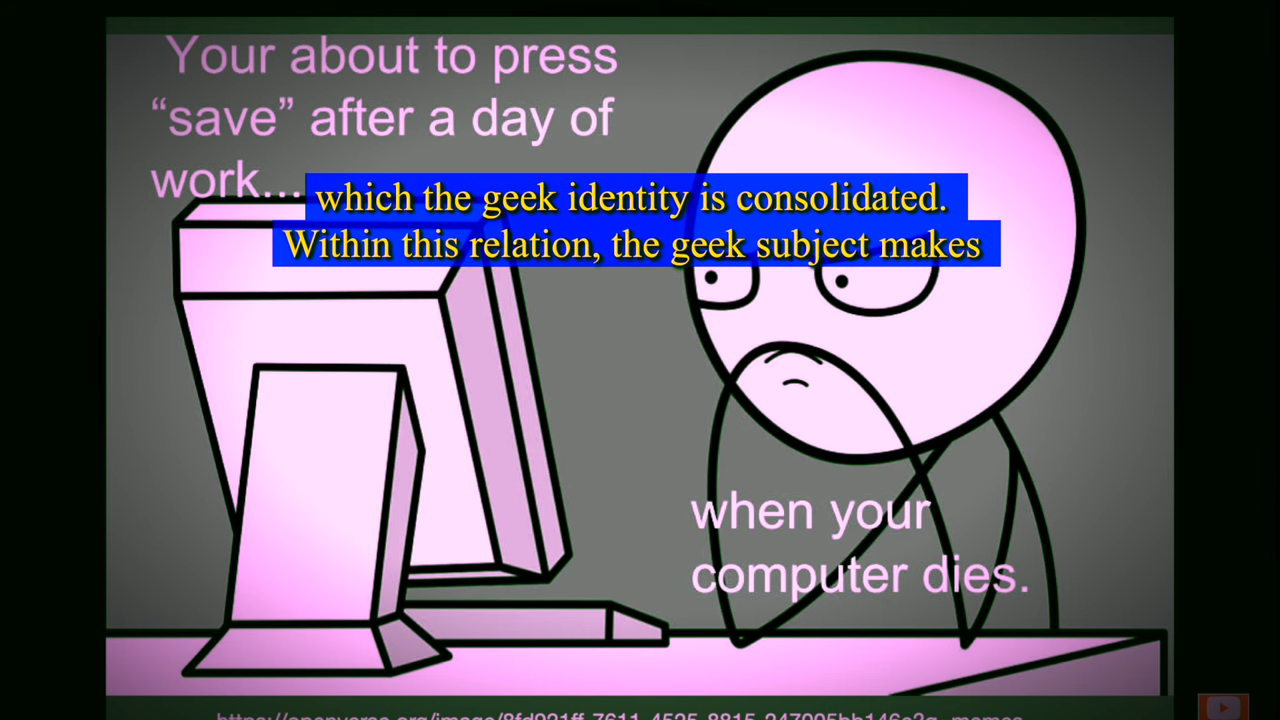 Your about to press
“save” after a day of
work...
which the geek identity is consolidated.
Within this relation, the geek subject makes
when your
computer dies.